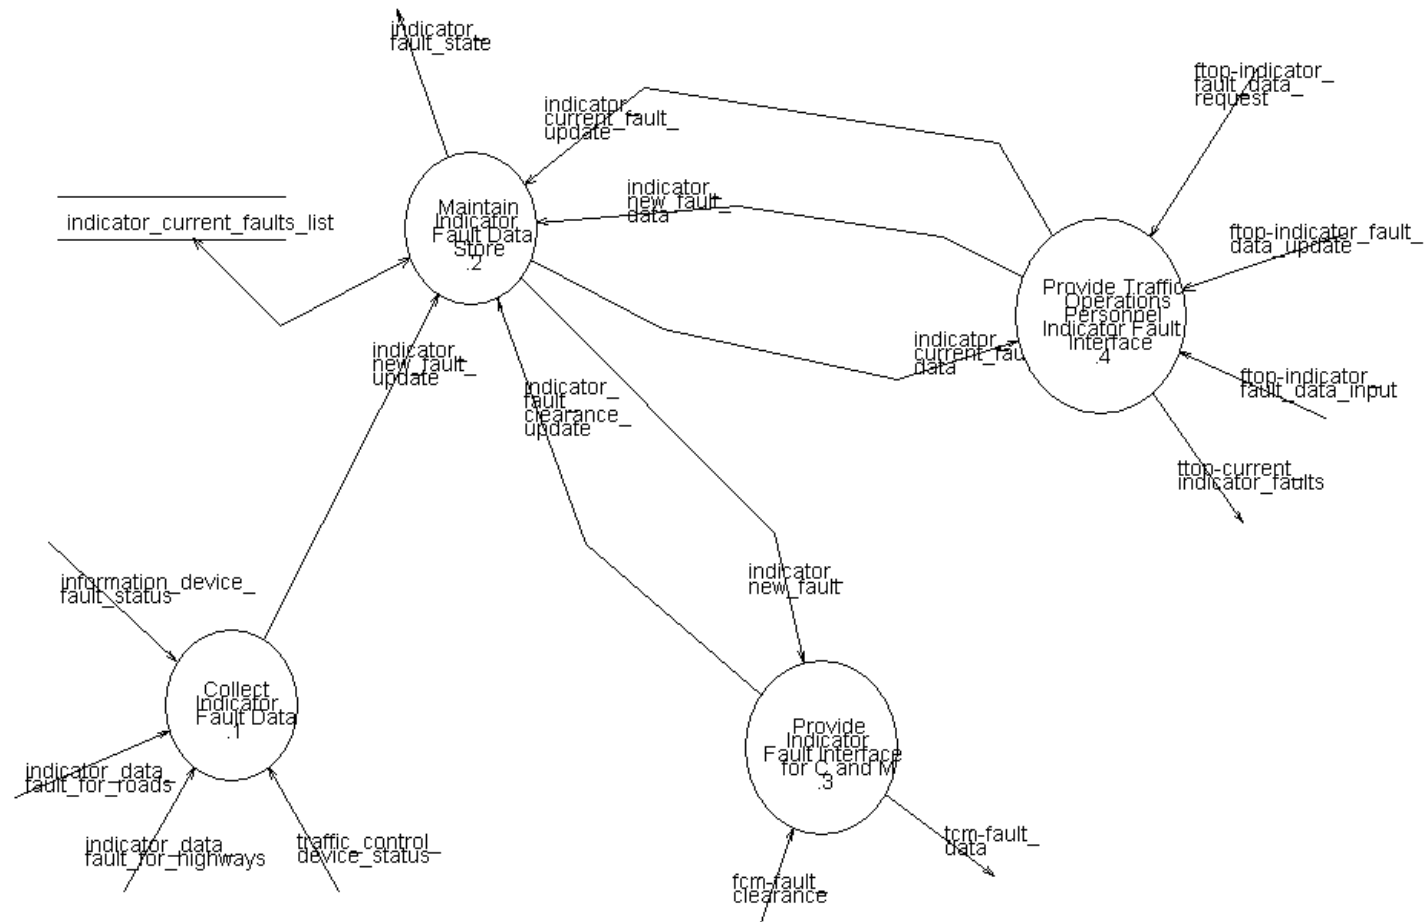 indicator_
fault_state
ftop-indicator_
fault_data_
request
indicator_
current_fault_
update
indicator_
new_fault_
data
Maintain
Indicator
Fault Data
Store
.2
indicator_current_faults_list
ftop-indicator_fault_
data_update
Provide Traffic
Operations
Personnel
Indicator Fault
Interface
.4
indicator_
current_fau
data
indicator_
new_fault_
update
indicator_
fault_
clearance_
update
ftop-indicator_
fault_data_input
ttop-current_
indicator_faults
indicator_
new_fault
information_device_
fault_status
Collect
Indicator
Fault Data
.1
Provide
Indicator
Fault Interface
for C and M
.3
indicator_data_
fault_for_roads
indicator_data_
fault_for_highways
traffic_control_
device_status_
tcm-fault_
data
fcm-fault_
clearance